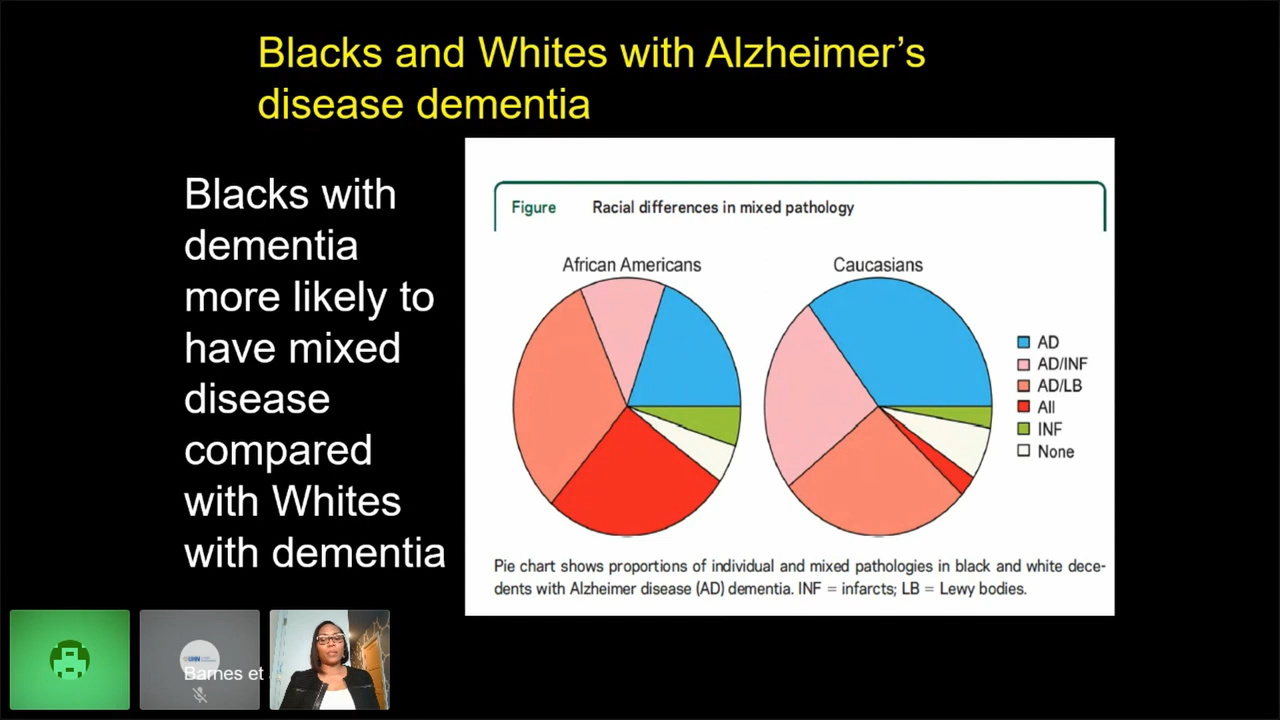 Blacks and Whites with Alzheimer’s
disease dementia
Blacks with
dementia
more likely to
have mixed
disease
compared
with Whites
with dementia
Figure Racial differences in mixed pathology
African Americans
Caucasians
AD
AD/INF
AD/LB
All
INF
None
Pie chart shows proportions of individual and mixed pathologies in black and white dece-
dents with Alzheimer disease (AD) dementia. INF = infarcts; LB = Lewy bodies.
Barnes et